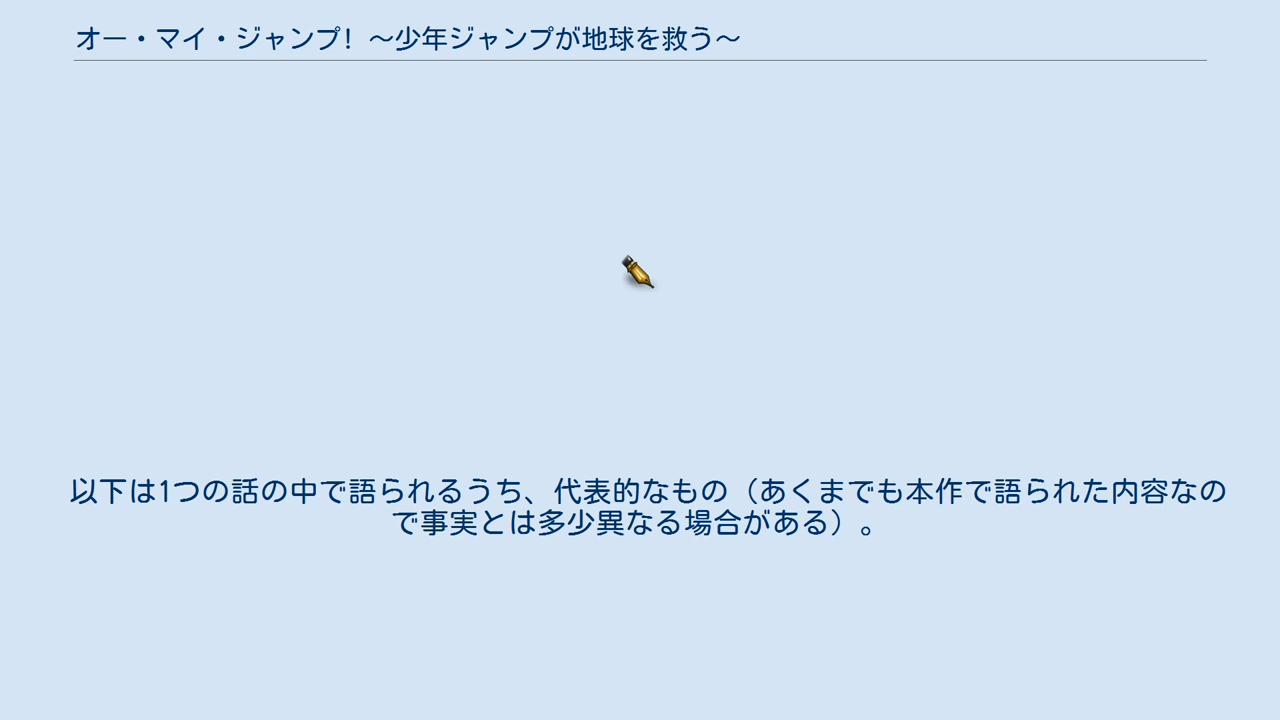 オー・マイ・ジャンプ! 〜少年ジャンプが地球を救う〜
以下は1つの話の中で語られるうち、代表的なもの（あくまでも本作で語られた内容なの
で事実とは多少異なる場合がある）。